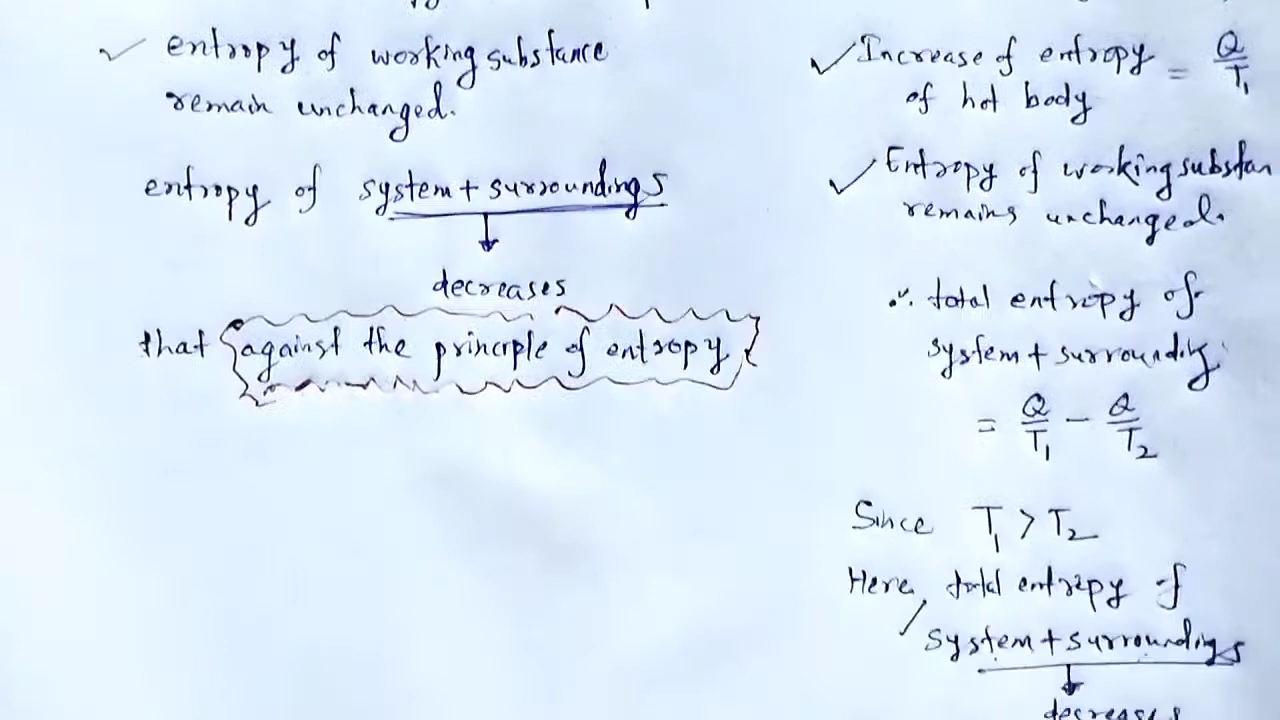 ✓ entropy of working substance
remain unchanged.
entropy of system + surroundings
↓
decreases
that against the principle of entropy
✓ Increase of entropy = Q/T₁
of hot body
✓ Entropy of working substan
remains unchanged.
∴ total entropy of
system + surrounding
= Q/T₁ - Q/T₂
Since T₁ > T₂
Here, total entropy of
system + surroundings
↓
decreases